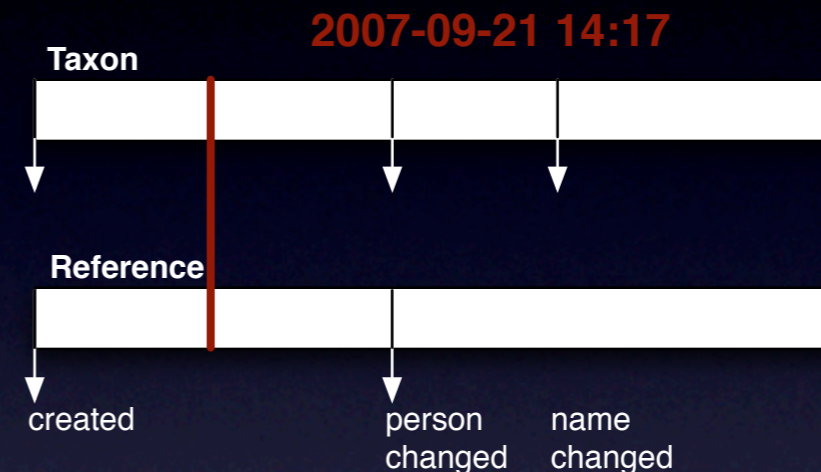 2007-09-21 14:17
Taxon
Reference
created
person
changed
name
changed